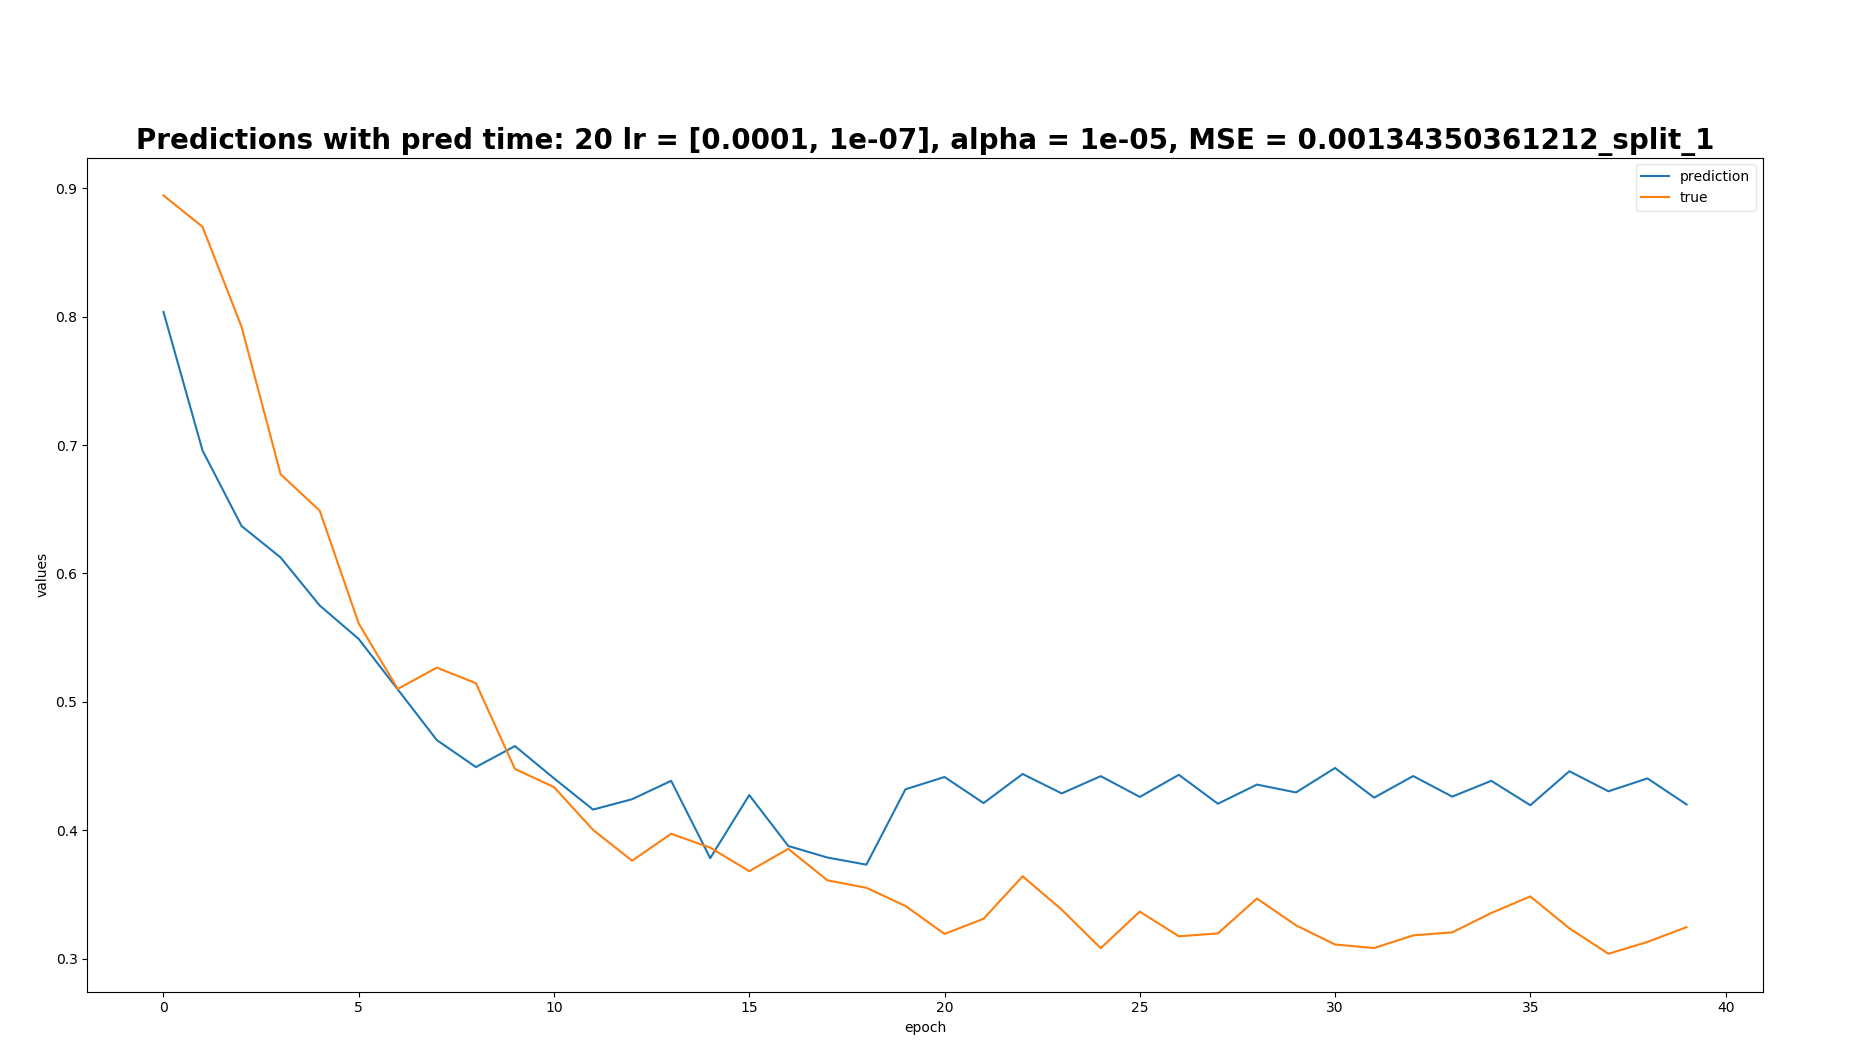 Predictions with pred time: 20 lr = [0.0001, 1e-07], alpha = 1e-05, MSE = 0.00134350361212_split_1
prediction
true
0.9
0.8
0.7
0.6
0.5
0.4
0.3
values
0 5 10 15 20 25 30 35 40
epoch